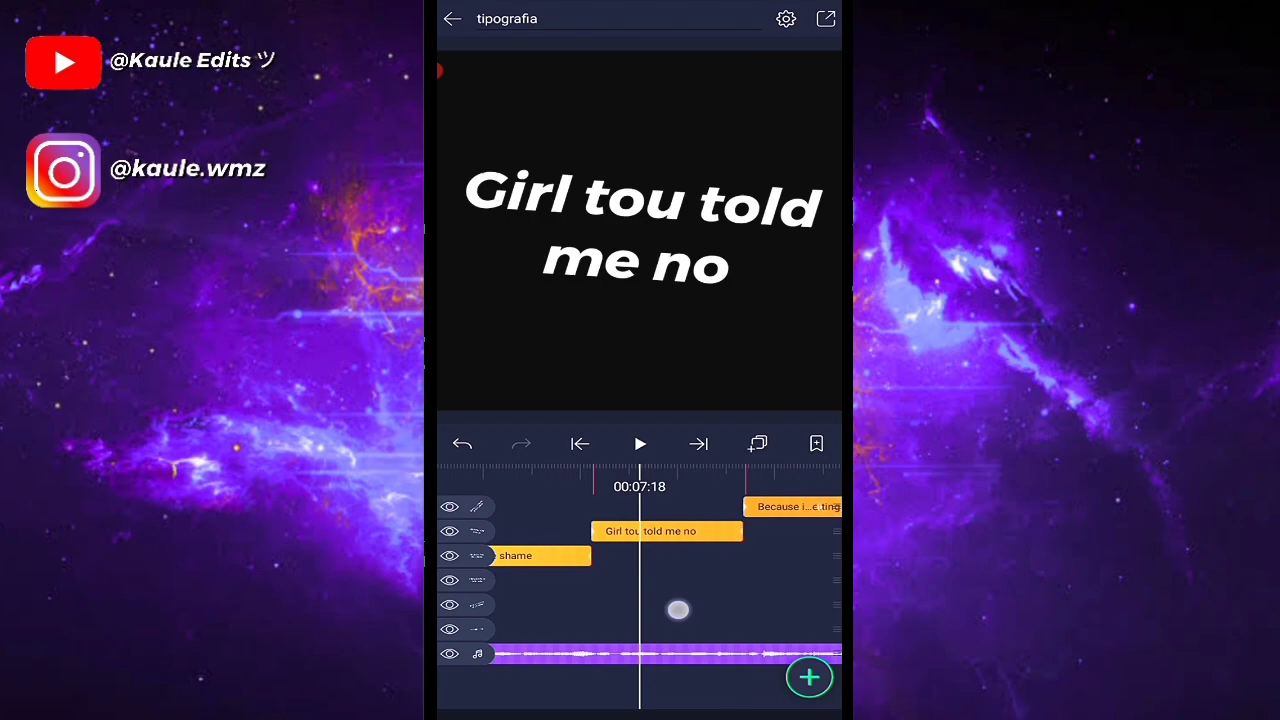 @Kaule Edits ツ
@kaule.wmz
tipografia
Girl tou told
me no
00:07:18
Because i...e ting
Girl tou told me no
shame